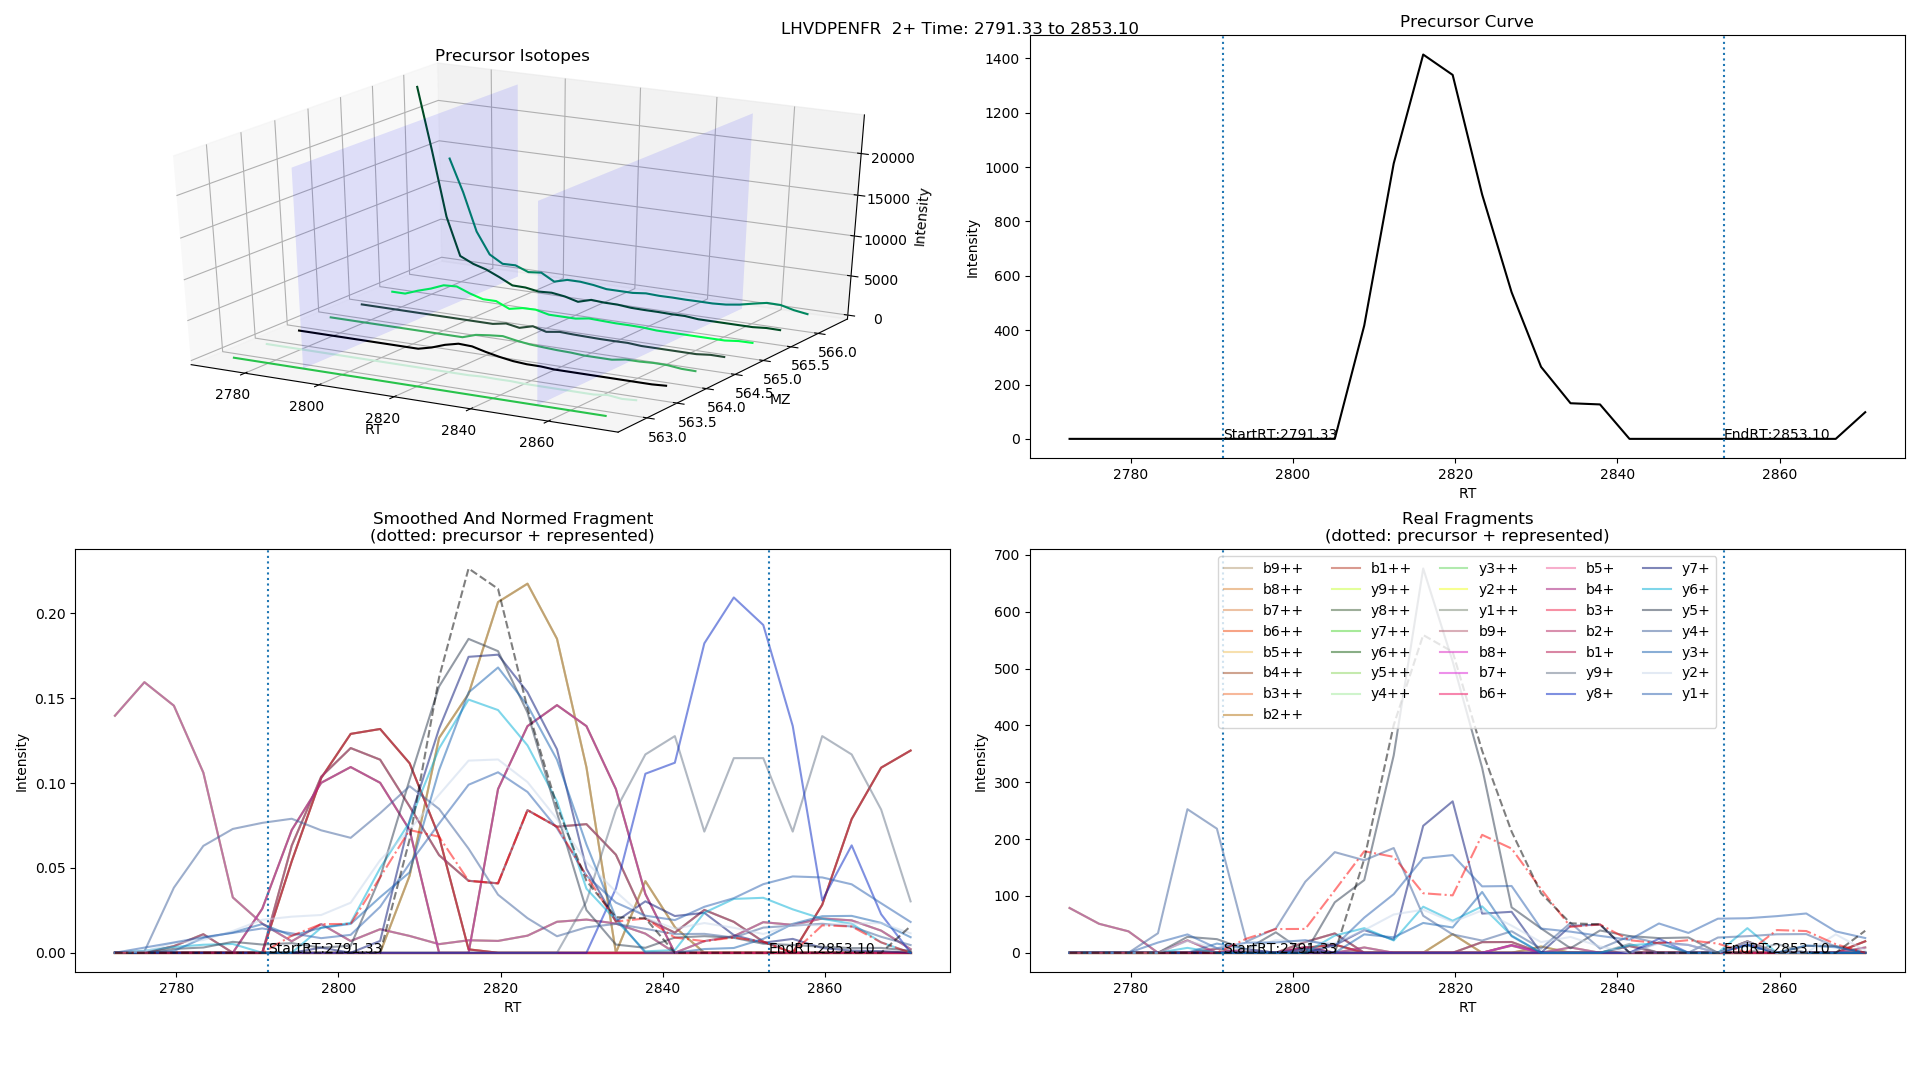 LHVDPENFR  2+ Time: 2791.33 to 2853.10
Precursor Isotopes
20000
15000
10000
5000
0
Intensity
566.0
565.5
565.0
564.5
564.0
563.5
563.0
MZ
2780
2800
2820
2840
2860
RT
Precursor Curve
1400
1200
1000
800
600
400
200
0
Intensity
StartRT:2791.33
EndRT:2853.10
2780
2800
2820
2840
2860
RT
Smoothed And Normed Fragment
(dotted: precursor + represented)
0.20
0.15
0.10
0.05
0.00
Intensity
StartRT:2791.33
EndRT:2853.10
2780
2800
2820
2840
2860
RT
Real Fragments
(dotted: precursor + represented)
700
600
500
400
300
200
100
0
Intensity
b9++
b8++
b7++
b6++
b5++
b4++
b3++
b2++
b1++
y9++
y8++
y7++
y6++
y5++
y4++
y3++
y2++
y1++
b9+
b8+
b7+
b6+
b5+
b4+
b3+
b2+
b1+
y9+
y8+
y7+
y6+
y5+
y4+
y3+
y2+
y1+
StartRT:2791.33
EndRT:2853.10
2780
2800
2820
2840
2860
RT